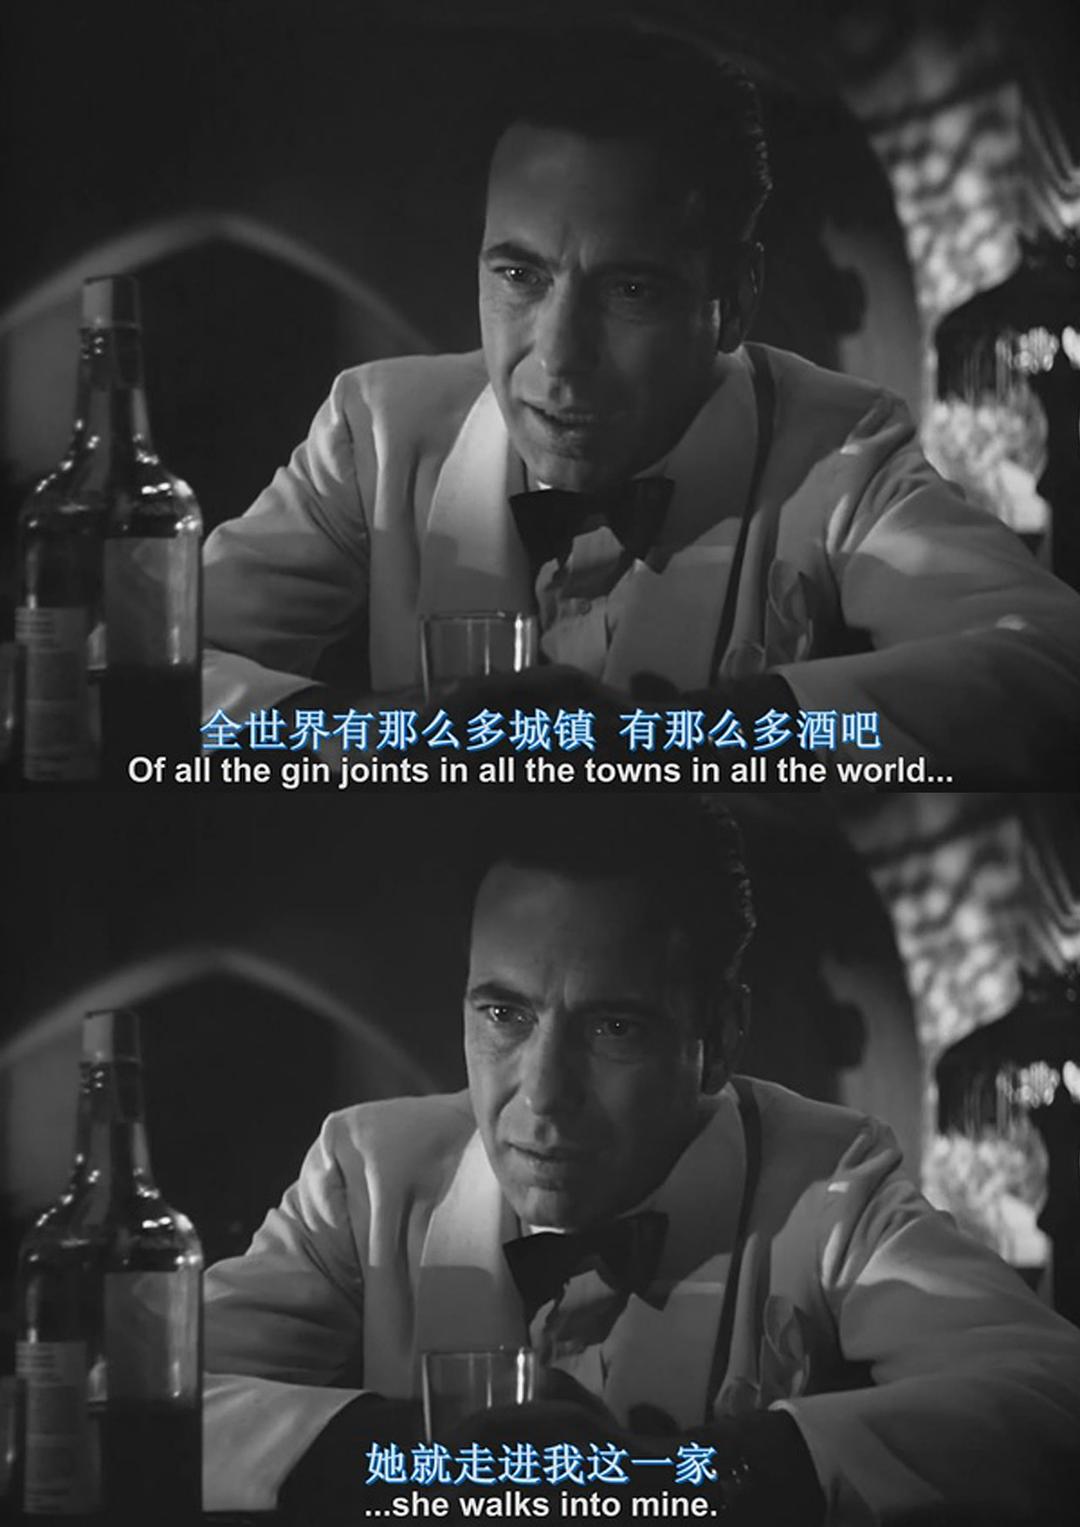 全世界有那么多城镇 有那么多酒吧
Of all the gin joints in all the towns in all the world...
她就走进我这一家
...she walks into mine.